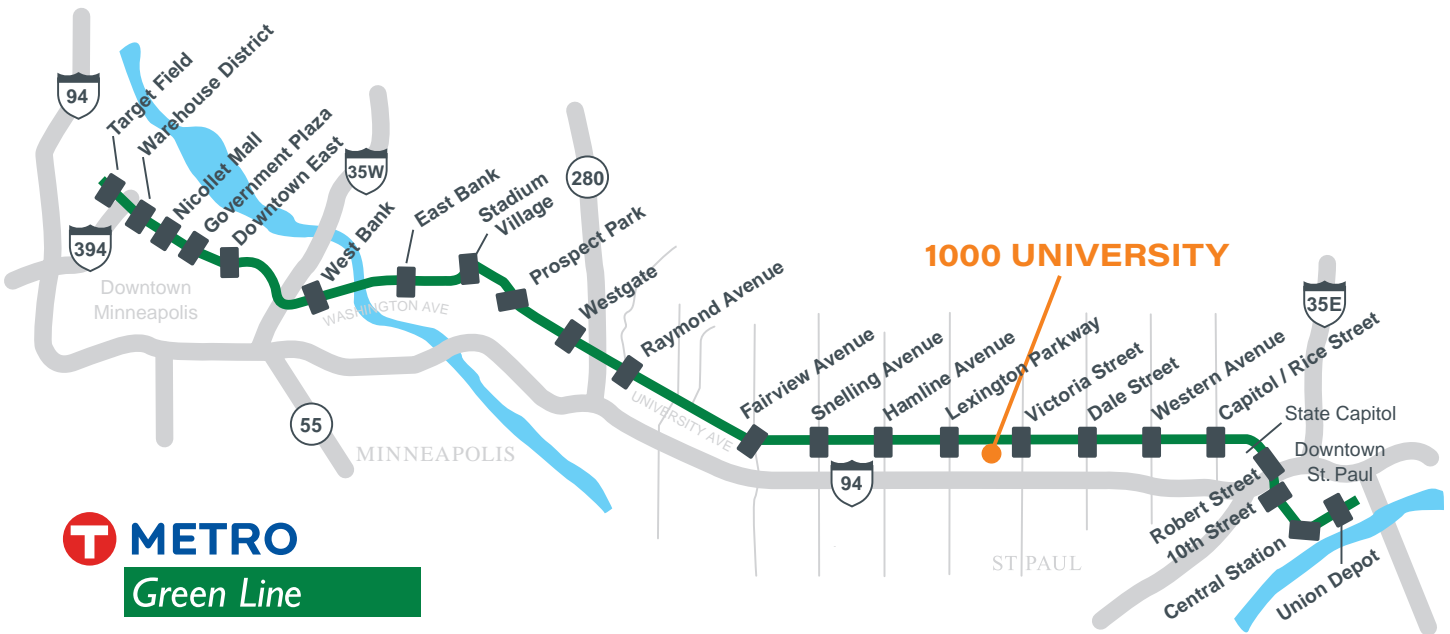 94
Target Field
Warehouse District
Nicollet Mall
Government Plaza
Downtown East
35W
394
Downtown
Minneapolis
West Bank
East Bank
Stadium
Village
280
Prospect Park
Westgate
Raymond Avenue
WASHINGTON AVE
UNIVERSITY AVE
55
MINNEAPOLIS
1000 UNIVERSITY
Fairview Avenue
Snelling Avenue
Hamline Avenue
Lexington Parkway
Victoria Street
Dale Street
Western Avenue
Capitol / Rice Street
35E
State Capitol
Downtown
St. Paul
94
Robert Street
10th Street
Central Station
Union Depot
ST PAUL
T METRO
Green Line